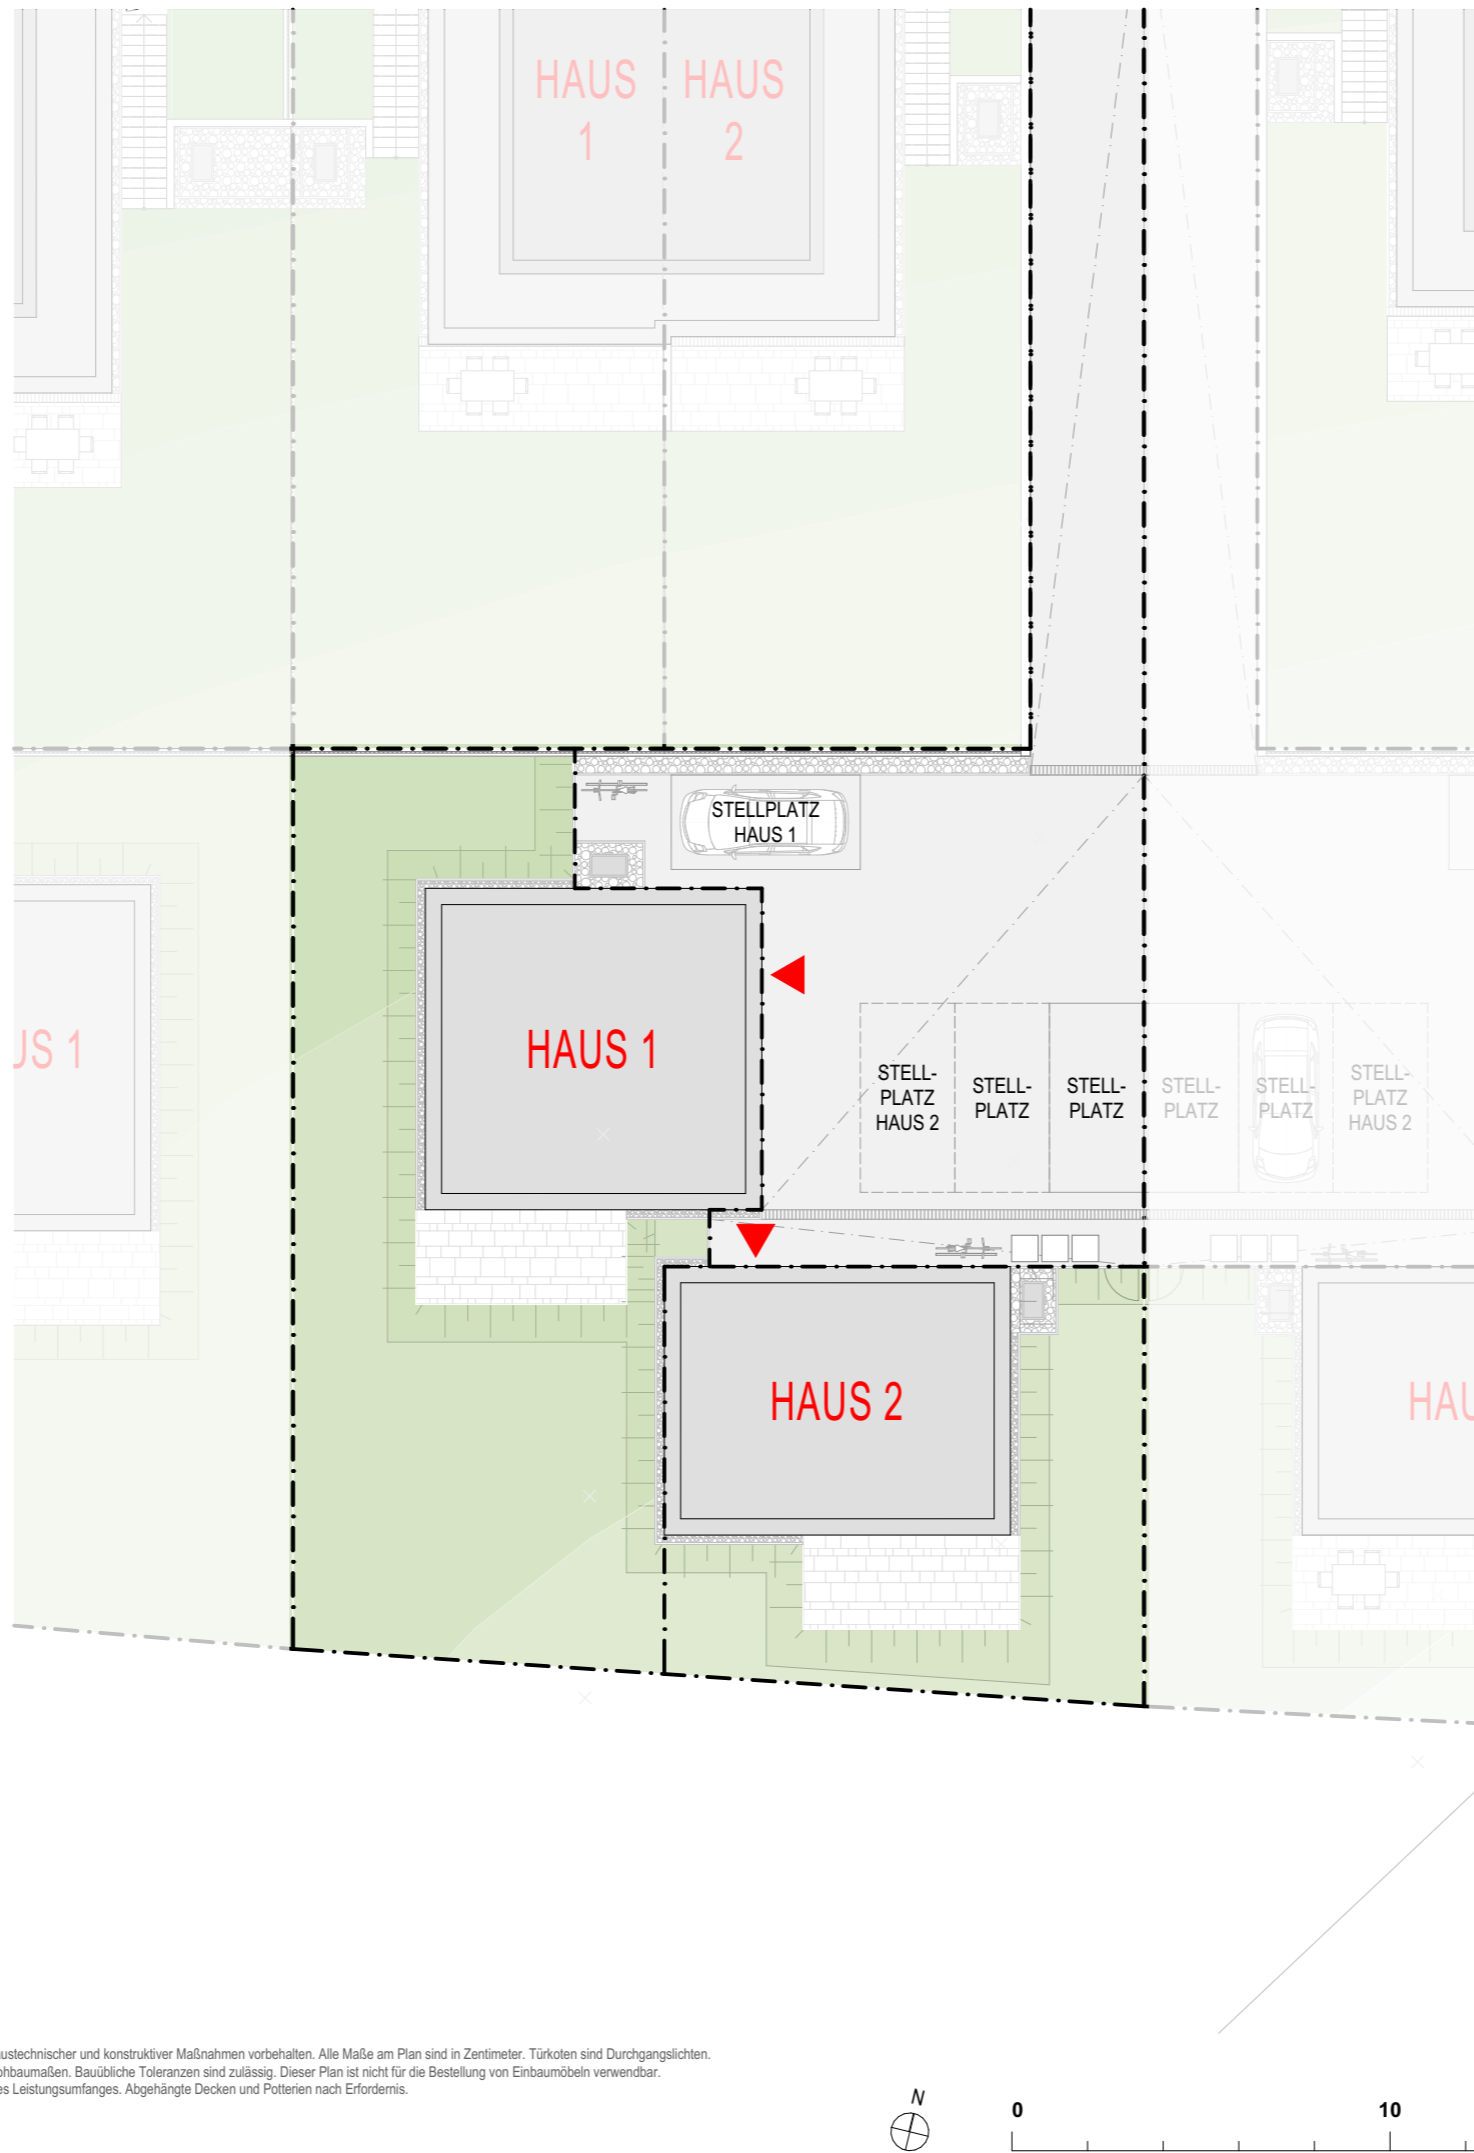 HAUS
1
HAUS
2
STELLPLATZ
HAUS 1
HAUS 1
US 1
STELL-
PLATZ
HAUS 2
STELL-
PLATZ
STELL-
PLATZ
STELL-
PLATZ
STELL-
PLATZ
STELL-
PLATZ
HAUS 2
HAUS 2
HAU
ustechnischer und konstruktiver Maßnahmen vorbehalten. Alle Maße am Plan sind in Zentimeter. Türkoten sind Durchgangslichten.
ohbaumaßen. Bauübliche Toleranzen sind zulässig. Dieser Plan ist nicht für die Bestellung von Einbaumöbeln verwendbar.
es Leistungsumfanges. Abgehängte Decken und Potterien nach Erfordernis.
N
0 10